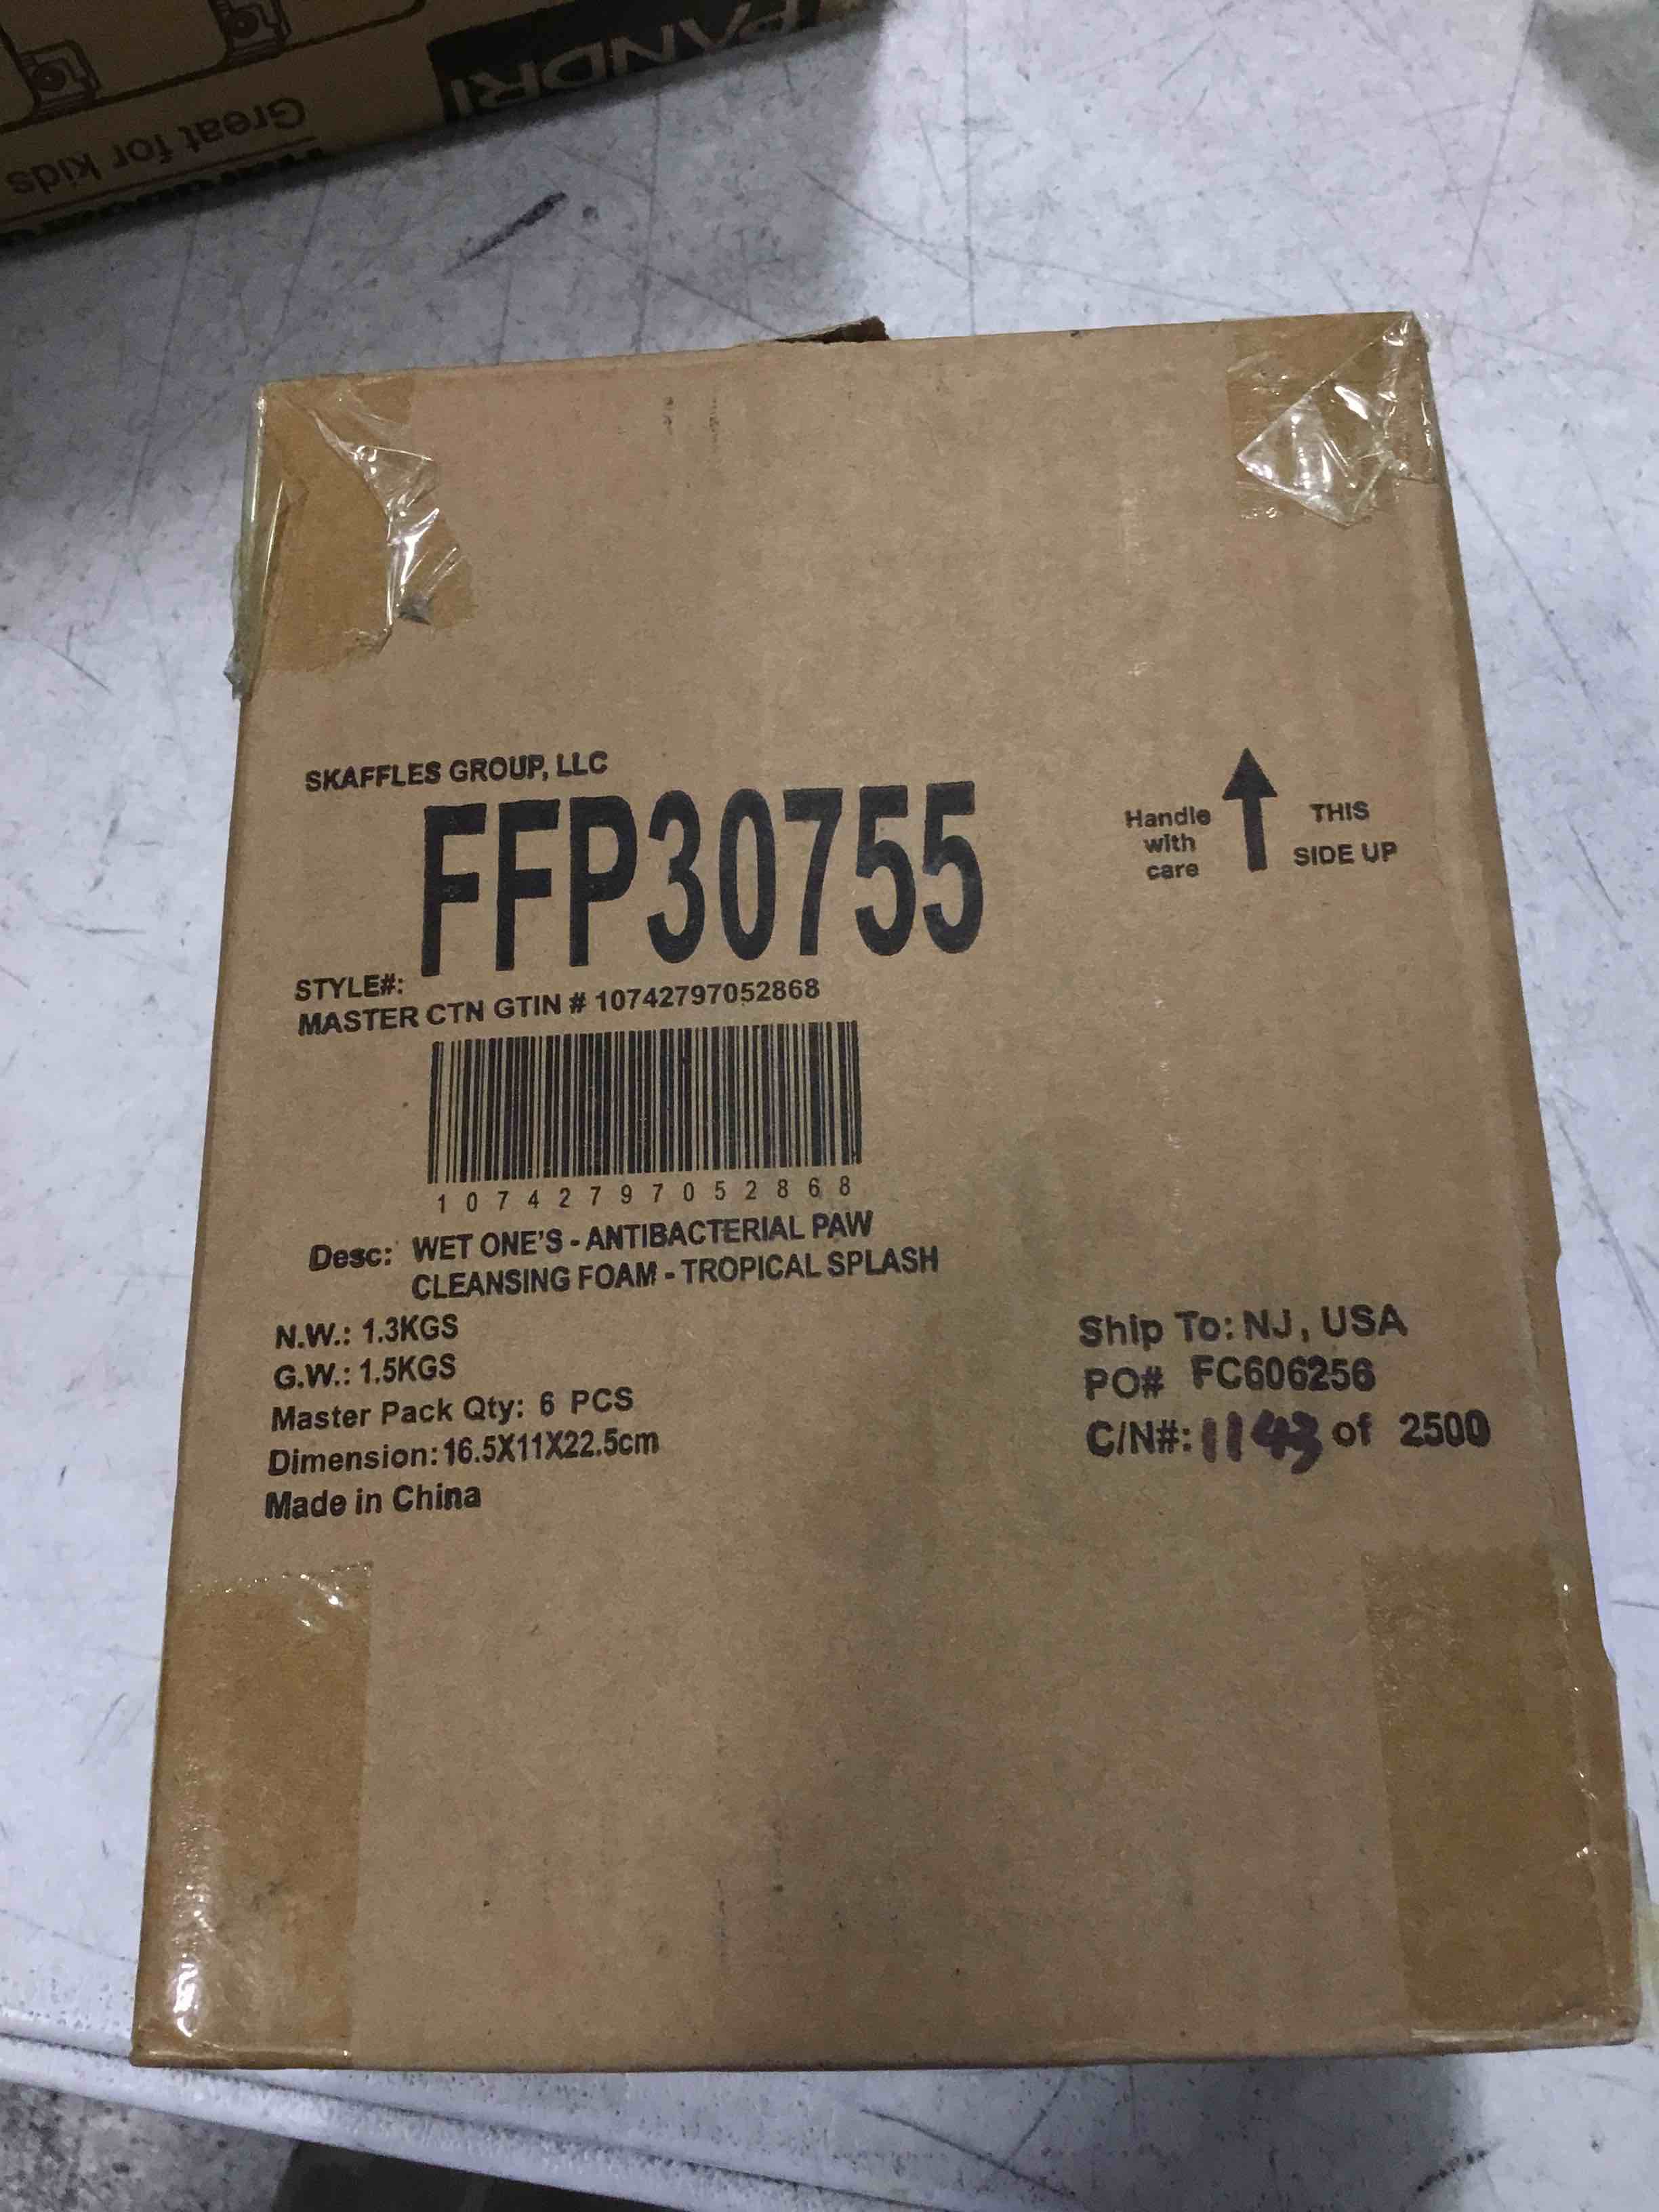 PANDRI
Great for kids
SKAFFLES GROUP, LLC
FFP30755
STYLE#:
MASTER CTN GTIN # 10742797052868
10742797052868
Desc: WET ONE'S - ANTIBACTERIAL PAW
CLEANSING FOAM - TROPICAL SPLASH
N.W.: 1.3KGS
G.W.: 1.5KGS
Master Pack Qty: 6 PCS
Dimension: 16.5X11X22.5cm
Made in China
Handle
with
care
THIS
SIDE UP
Ship To: NJ, USA
PO# FC606256
C/N#: 1143 of 2500